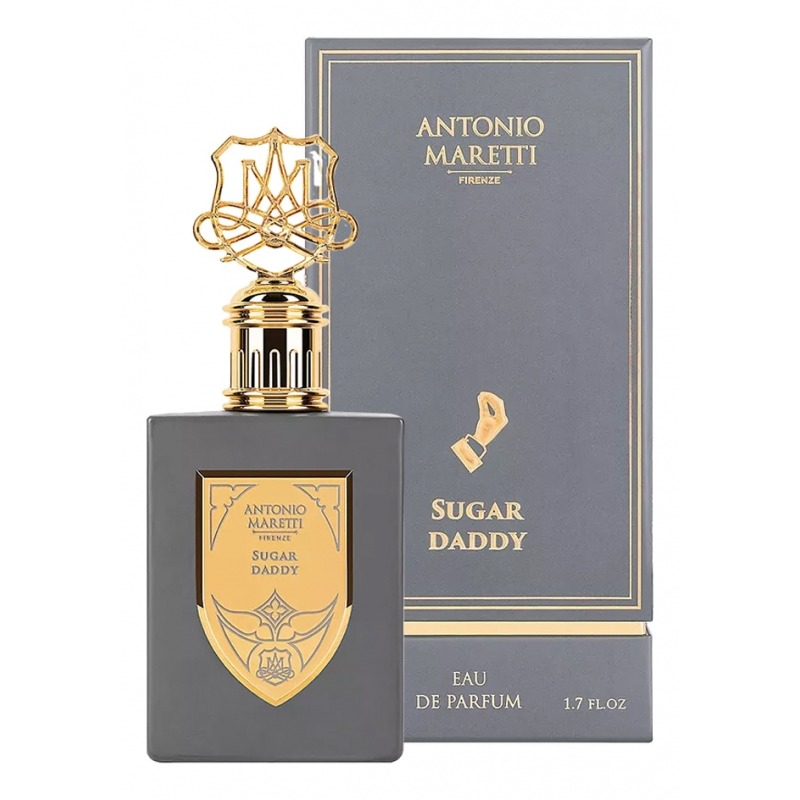 ANTONIO
MARETTI
FIRENZE
SUGAR
DADDY
EAU
DE PARFUM
1.7 FL.OZ
ANTONIO
MARETTI
FIRENZE
SUGAR
DADDY